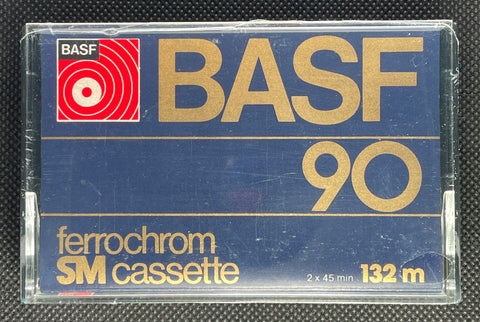 BASF
BASF
90
ferrochrom
SM cassette
2 x 45 min 132 m